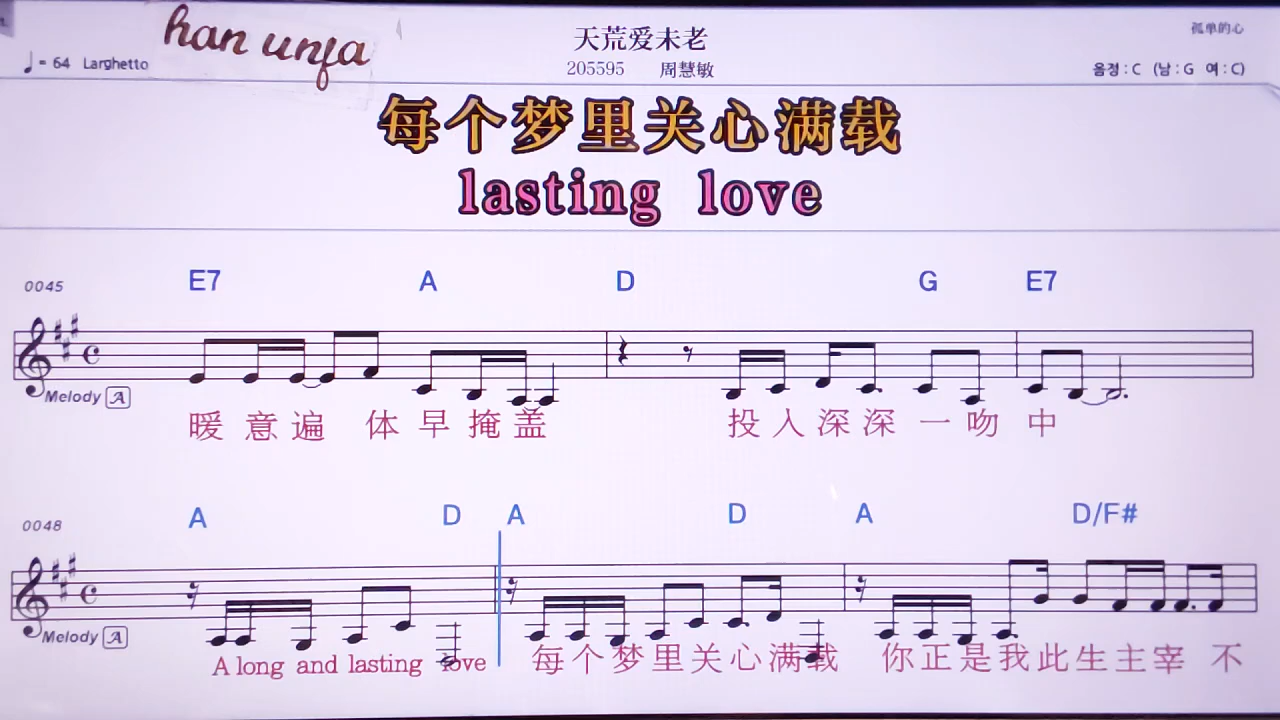 han unfa
天荒爱未老
孤单的心
♩= 64 Larghetto
205595 周慧敏
음정 : C (남 : G 여 : C)
每个梦里关心满载
lasting love
0045 E7 A D G E7
Melody A
暖意遍 体早掩盖 投入深深一吻中
0048 A D A D A D/F#
Melody A
A long and lasting love 每个梦里关心满载 你正是我此生主宰 不